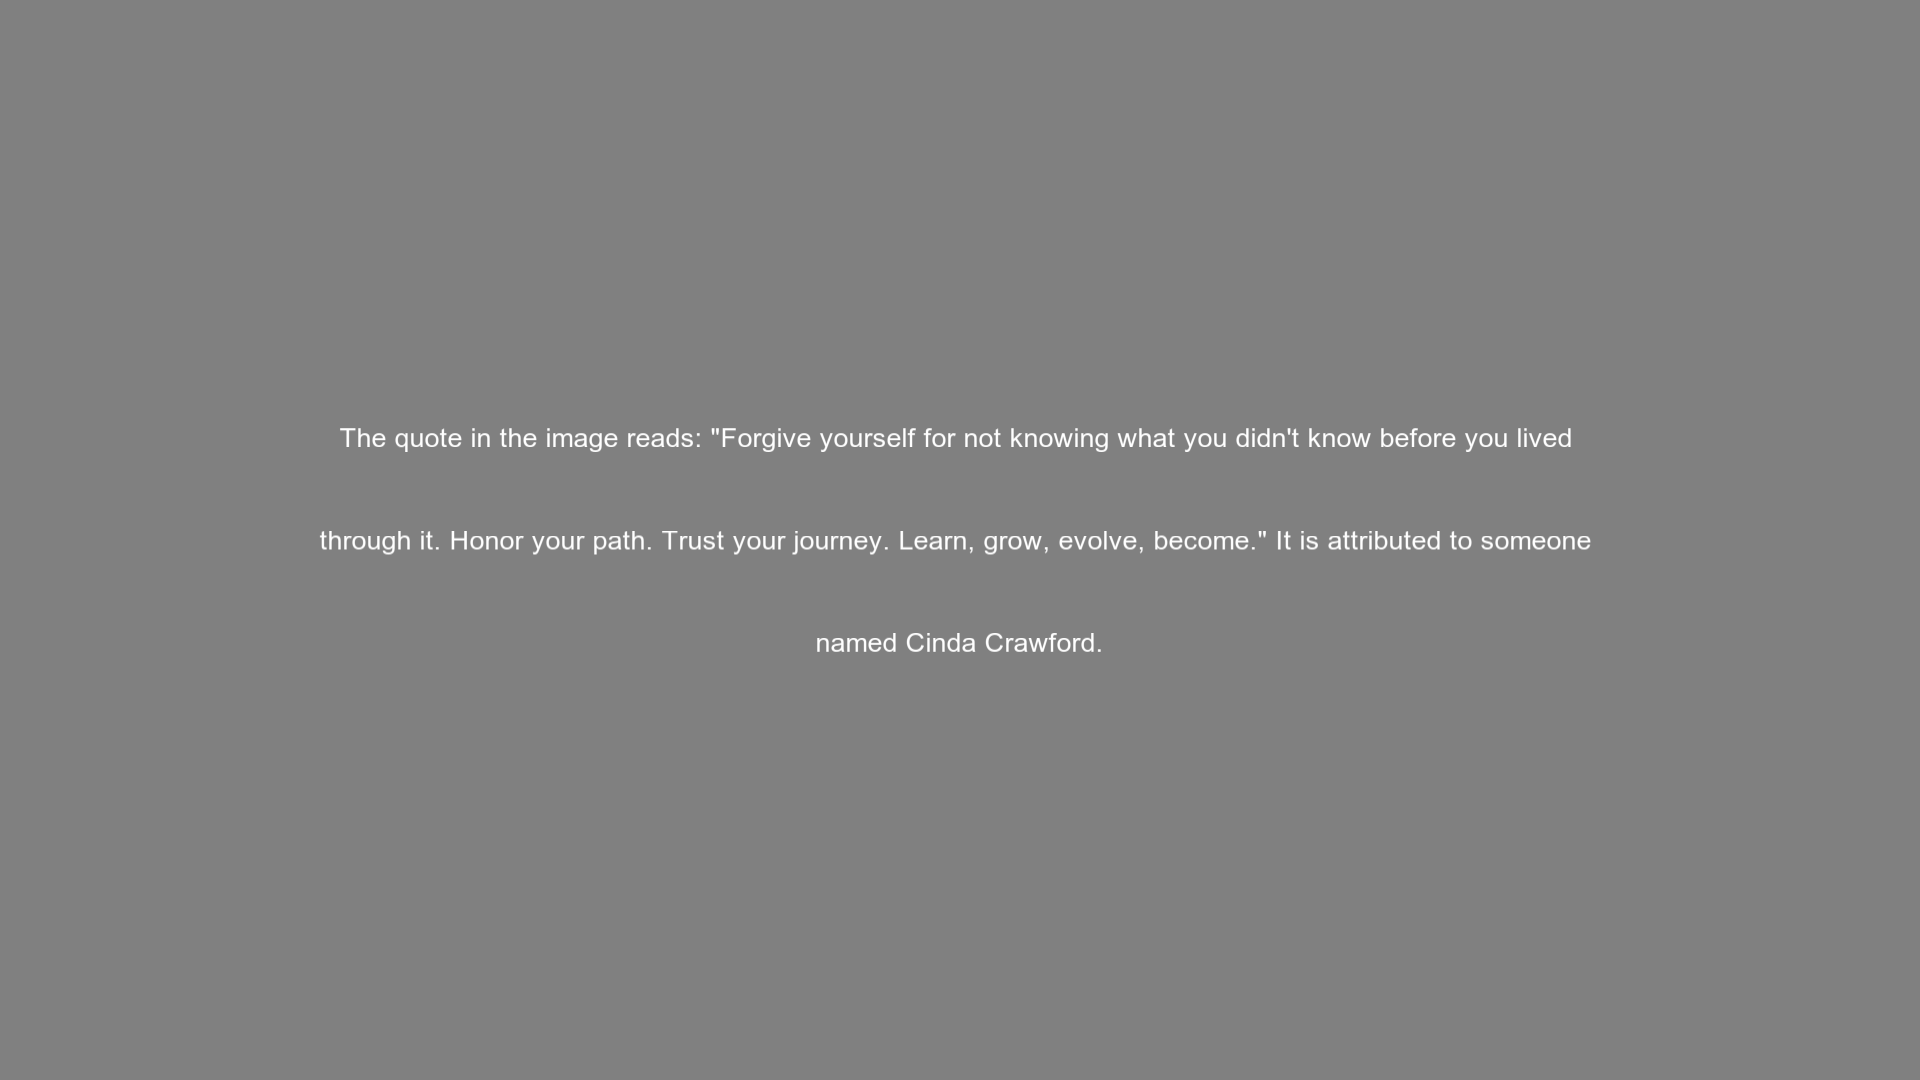 The quote in the image reads: "Forgive yourself for not knowing what you didn't know before you lived
through it. Honor your path. Trust your journey. Learn, grow, evolve, become." It is attributed to someone
named Cinda Crawford.